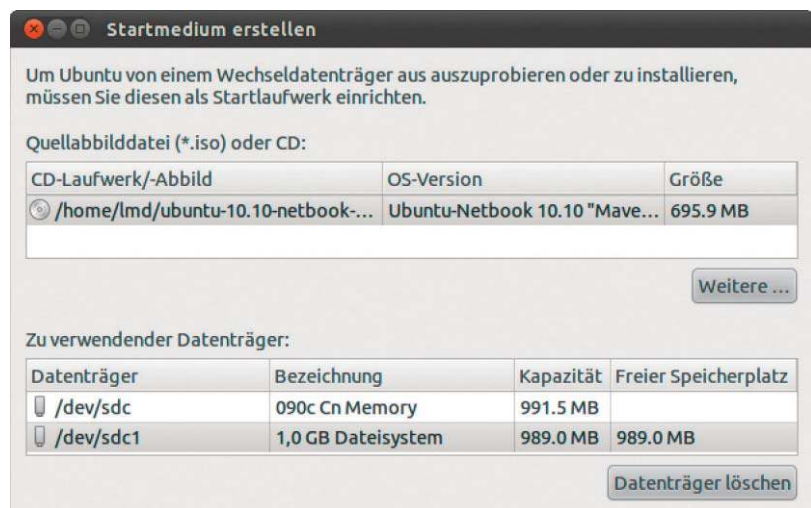 Startmedium erstellen
Um Ubuntu von einem Wechseldatenträger aus auszuprobieren oder zu installieren,
müssen Sie diesen als Startlaufwerk einrichten.
Quellabbilddatei (*.iso) oder CD:
CD-Laufwerk/-Abbild OS-Version Größe
/home/lmd/ubuntu-10.10-netbook-... Ubuntu-Netbook 10.10 "Mave... 695.9 MB
Weitere ...
Zu verwendender Datenträger:
Datenträger Bezeichnung Kapazität Freier Speicherplatz
/dev/sdc 090c Cn Memory 991.5 MB
/dev/sdc1 1,0 GB Dateisystem 989.0 MB 989.0 MB
Datenträger löschen